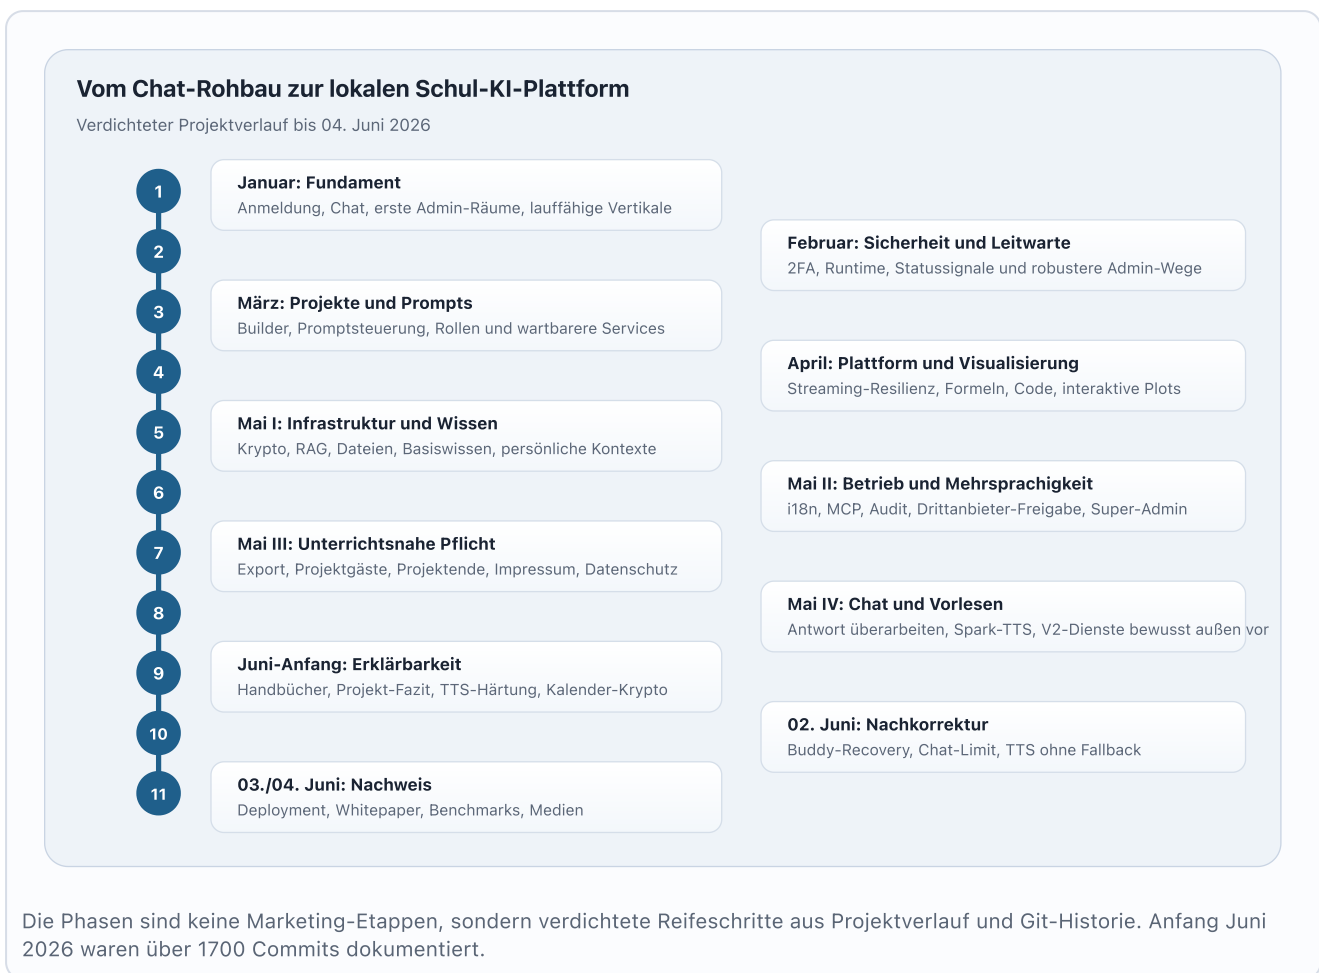 Vom Chat-Rohbau zur lokalen Schul-KI-Plattform
Verdichteter Projektverlauf bis 04. Juni 2026
1
Januar: Fundament
Anmeldung, Chat, erste Admin-Räume, lauffähige Vertikale
2
Februar: Sicherheit und Leitwarte
2FA, Runtime, Statussignale und robustere Admin-Wege
3
März: Projekte und Prompts
Builder, Promptsteuerung, Rollen und wartbarere Services
4
April: Plattform und Visualisierung
Streaming-Resilienz, Formeln, Code, interaktive Plots
5
Mai I: Infrastruktur und Wissen
Krypto, RAG, Dateien, Basiswissen, persönliche Kontexte
6
Mai II: Betrieb und Mehrsprachigkeit
i18n, MCP, Audit, Drittanbieter-Freigabe, Super-Admin
7
Mai III: Unterrichtsnahe Pflicht
Export, Projektgäste, Projektende, Impressum, Datenschutz
8
Mai IV: Chat und Vorlesen
Antwort überarbeiten, Spark-TTS, V2-Dienste bewusst außen vor
9
Juni-Anfang: Erklärbarkeit
Handbücher, Projekt-Fazit, TTS-Härtung, Kalender-Krypto
10
02. Juni: Nachkorrektur
Buddy-Recovery, Chat-Limit, TTS ohne Fallback
11
03./04. Juni: Nachweis
Deployment, Whitepaper, Benchmarks, Medien
Die Phasen sind keine Marketing-Etappen, sondern verdichtete Reifeschritte aus Projektverlauf und Git-Historie. Anfang Juni
2026 waren über 1700 Commits dokumentiert.